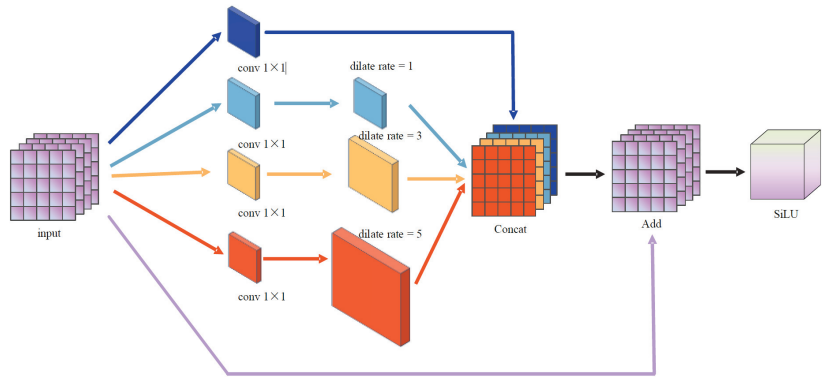 conv 1×1
dilate rate = 1
conv 1×1
dilate rate = 3
conv 1×1
input
dilate rate = 5
Concat
Add
SiLU
conv 1×1